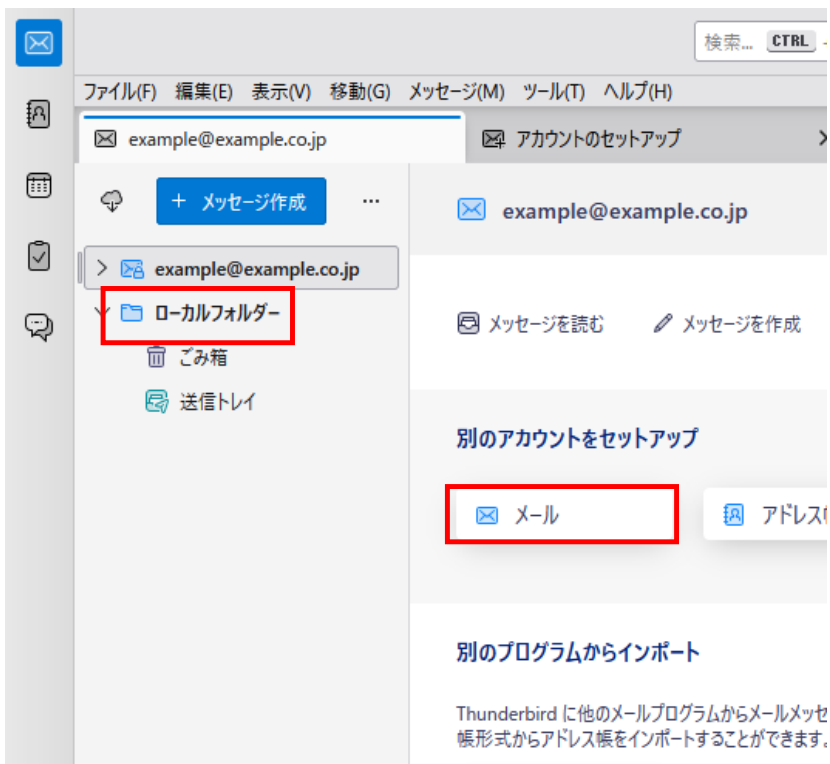 検索... CTRL +
ファイル(F) 編集(E) 表示(V) 移動(G) メッセージ(M) ツール(T) ヘルプ(H)
example@example.co.jp
アカウントのセットアップ
+ メッセージ作成 ...
example@example.co.jp
ローカルフォルダー
ごみ箱
送信トレイ
example@example.co.jp
メッセージを読む
メッセージを作成
別のアカウントをセットアップ
メール
アドレス
別のプログラムからインポート
Thunderbird に他のメールプログラムからメールメッセ
帳形式からアドレス帳をインポートすることができます。